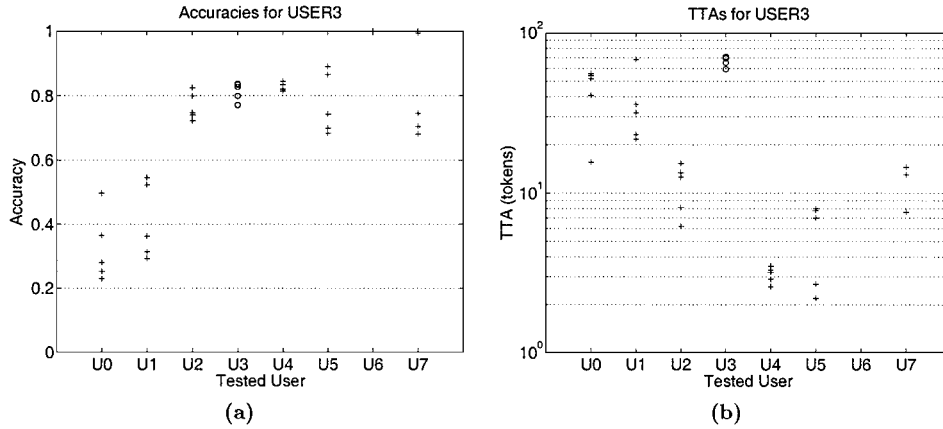 Accuracies for USER3
1
0.8
0.6
0.4
0.2
0
Accuracy
U0 U1 U2 U3 U4 U5 U6 U7
Tested User
(a)
TTAs for USER3
10^2
10^1
10^0
TTA (tokens)
U0 U1 U2 U3 U4 U5 U6 U7
Tested User
(b)